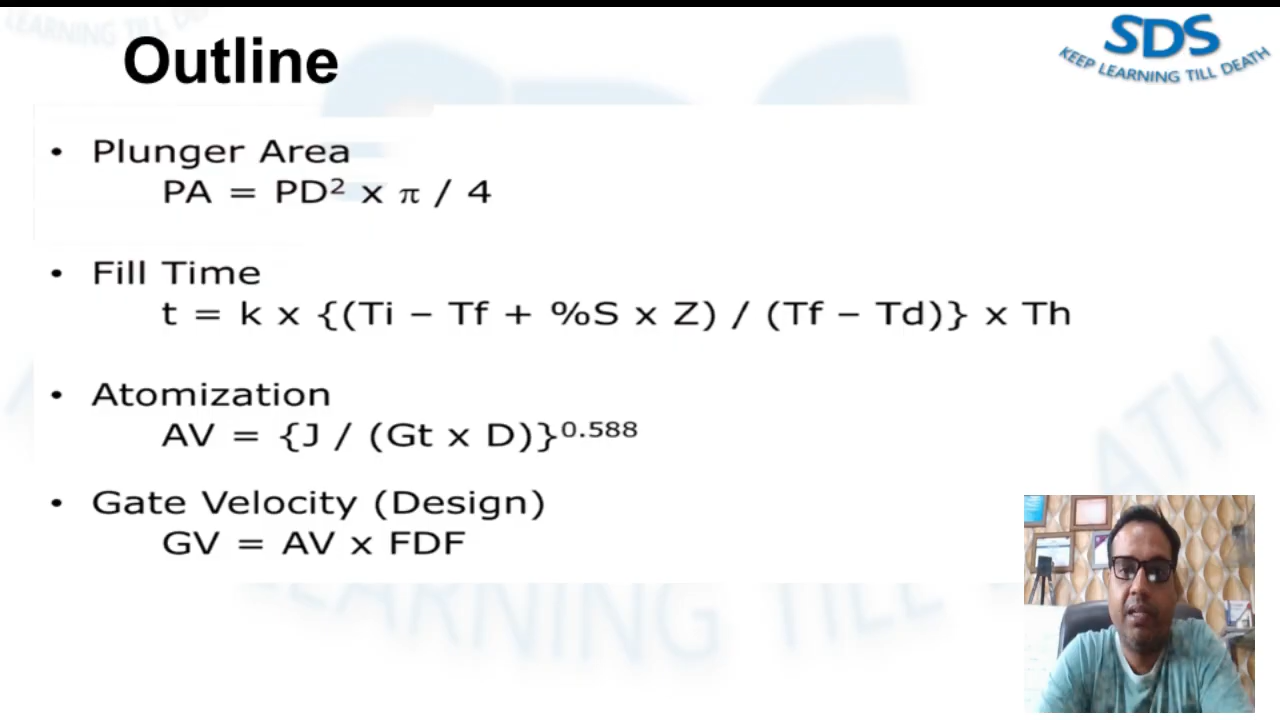 Outline
SDS
KEEP LEARNING TILL DEATH
• Plunger Area
PA = PD² x π / 4
• Fill Time
t = k x {(Ti – Tf + %S x Z) / (Tf – Td)} x Th
• Atomization
AV = {J / (Gt x D)}⁰·⁵⁸⁸
• Gate Velocity (Design)
GV = AV x FDF